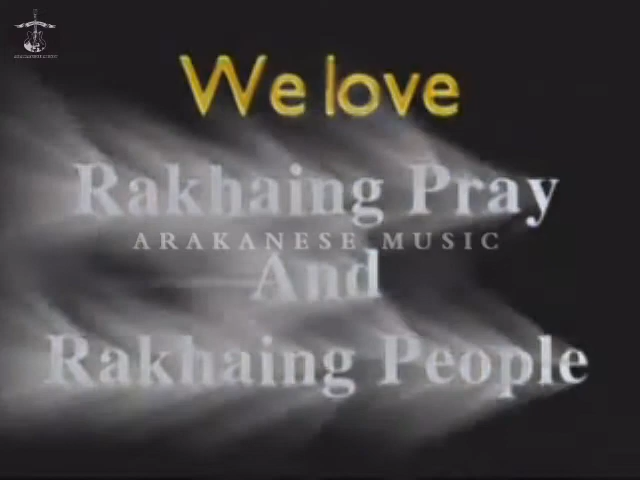 We love
Rakhaing Pray
ARAKANESE MUSIC
And
Rakhaing People